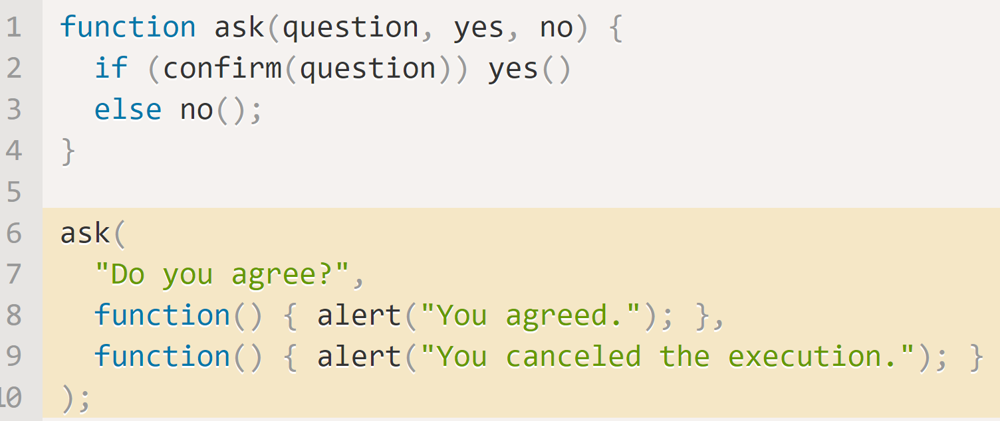 1 function ask(question, yes, no) {
2   if (confirm(question)) yes()
3   else no();
4 }
5
6 ask(
7   "Do you agree?",
8   function() { alert("You agreed."); },
9   function() { alert("You canceled the execution."); }
10 );